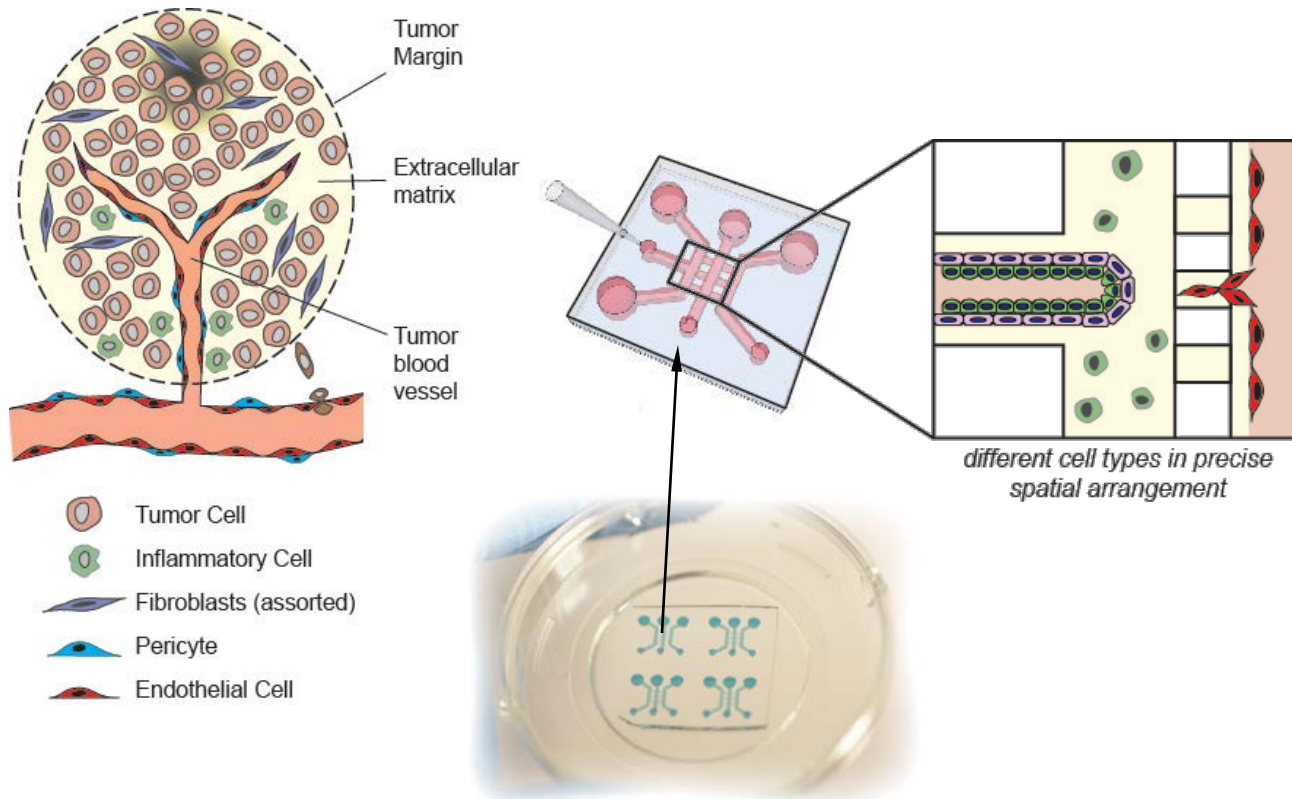 Tumor
Margin
Extracellular
matrix
Tumor
blood
vessel
different cell types in precise
spatial arrangement
Tumor Cell
Inflammatory Cell
Fibroblasts (assorted)
Pericyte
Endothelial Cell